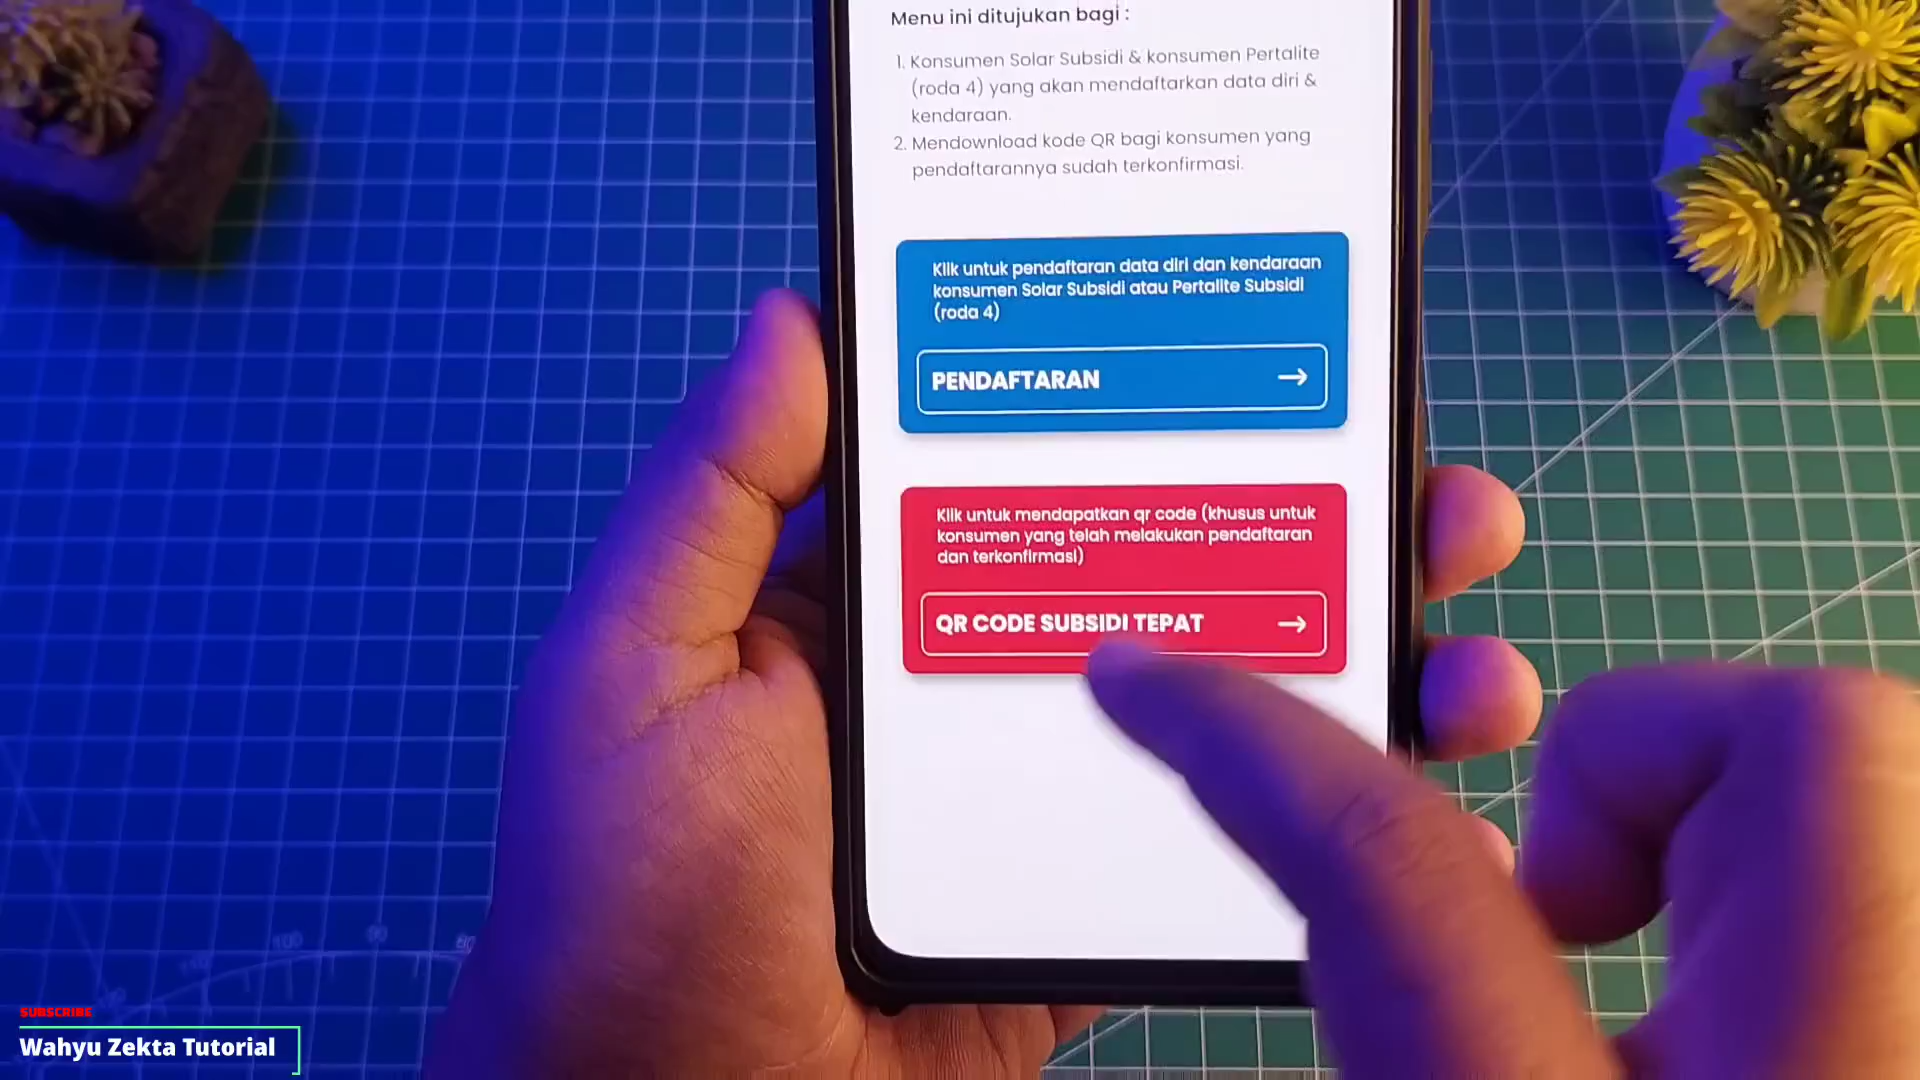 Menu ini ditujukan bagi :
1. Konsumen Solar Subsidi & konsumen Pertalite
(roda 4) yang akan mendaftarkan data diri &
kendaraan.
2. Mendownload kode QR bagi konsumen yang
pendaftarannya sudah terkonfirmasi.
Klik untuk pendaftaran data diri dan kendaraan
konsumen Solar Subsidi atau Pertalite Subsidi
(roda 4)
PENDAFTARAN →
Klik untuk mendapatkan qr code (khusus untuk
konsumen yang telah melakukan pendaftaran
dan terkonfirmasi)
QR CODE SUBSIDI TEPAT →
SUBSCRIBE
Wahyu Zekta Tutorial